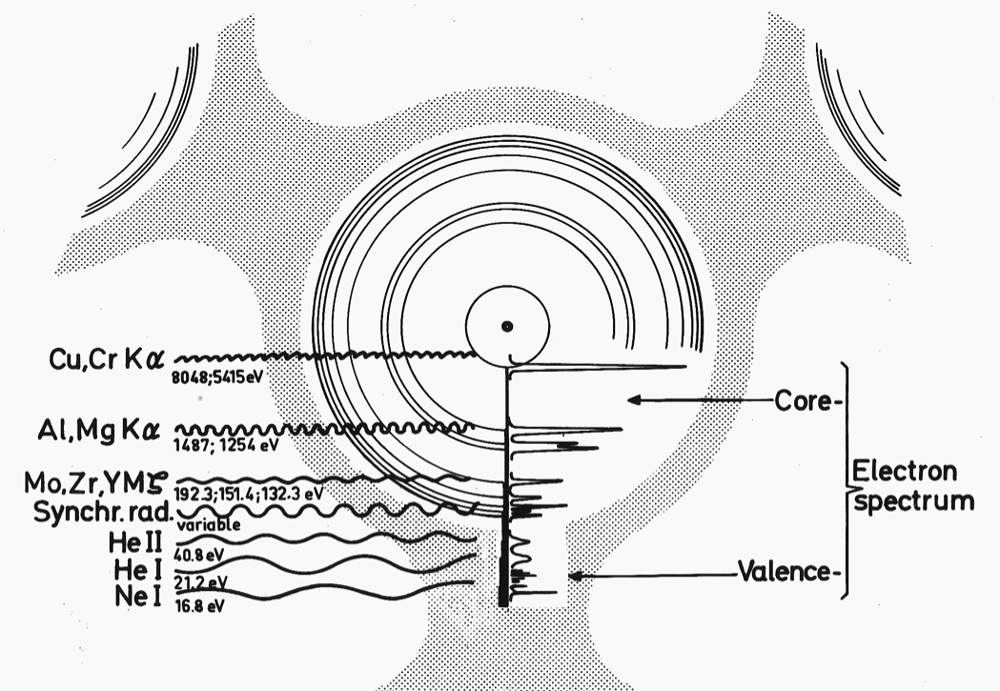 Cu,Cr Kα
8048;5415eV
Core-
Al,Mg Kα
1487; 1254 eV
Mo,Zr,YMζ
192.3;151.4;132.3 eV
Electron
spectrum
Synchr. rad.
variable
He II
40.8 eV
He I
21.2 eV
Valence-
Ne I
16.8 eV